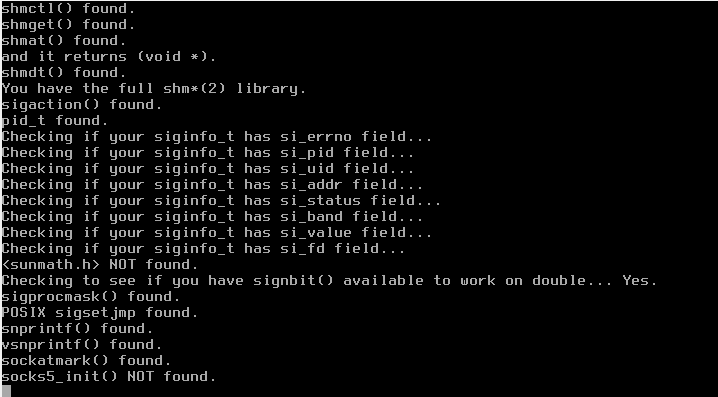 shmctl() found.
shmget() found.
shmat() found.
and it returns (void *).
shmdt() found.
You have the full shm*(2) library.
sigaction() found.
pid_t found.
Checking if your siginfo_t has si_errno field...
Checking if your siginfo_t has si_pid field...
Checking if your siginfo_t has si_uid field...
Checking if your siginfo_t has si_addr field...
Checking if your siginfo_t has si_status field...
Checking if your siginfo_t has si_band field...
Checking if your siginfo_t has si_value field...
Checking if your siginfo_t has si_fd field...
<sunmath.h> NOT found.
Checking to see if you have signbit() available to work on double... Yes.
sigprocmask() found.
POSIX sigsetjmp found.
snprintf() found.
vsnprintf() found.
sockatmark() found.
socks5_init() NOT found.